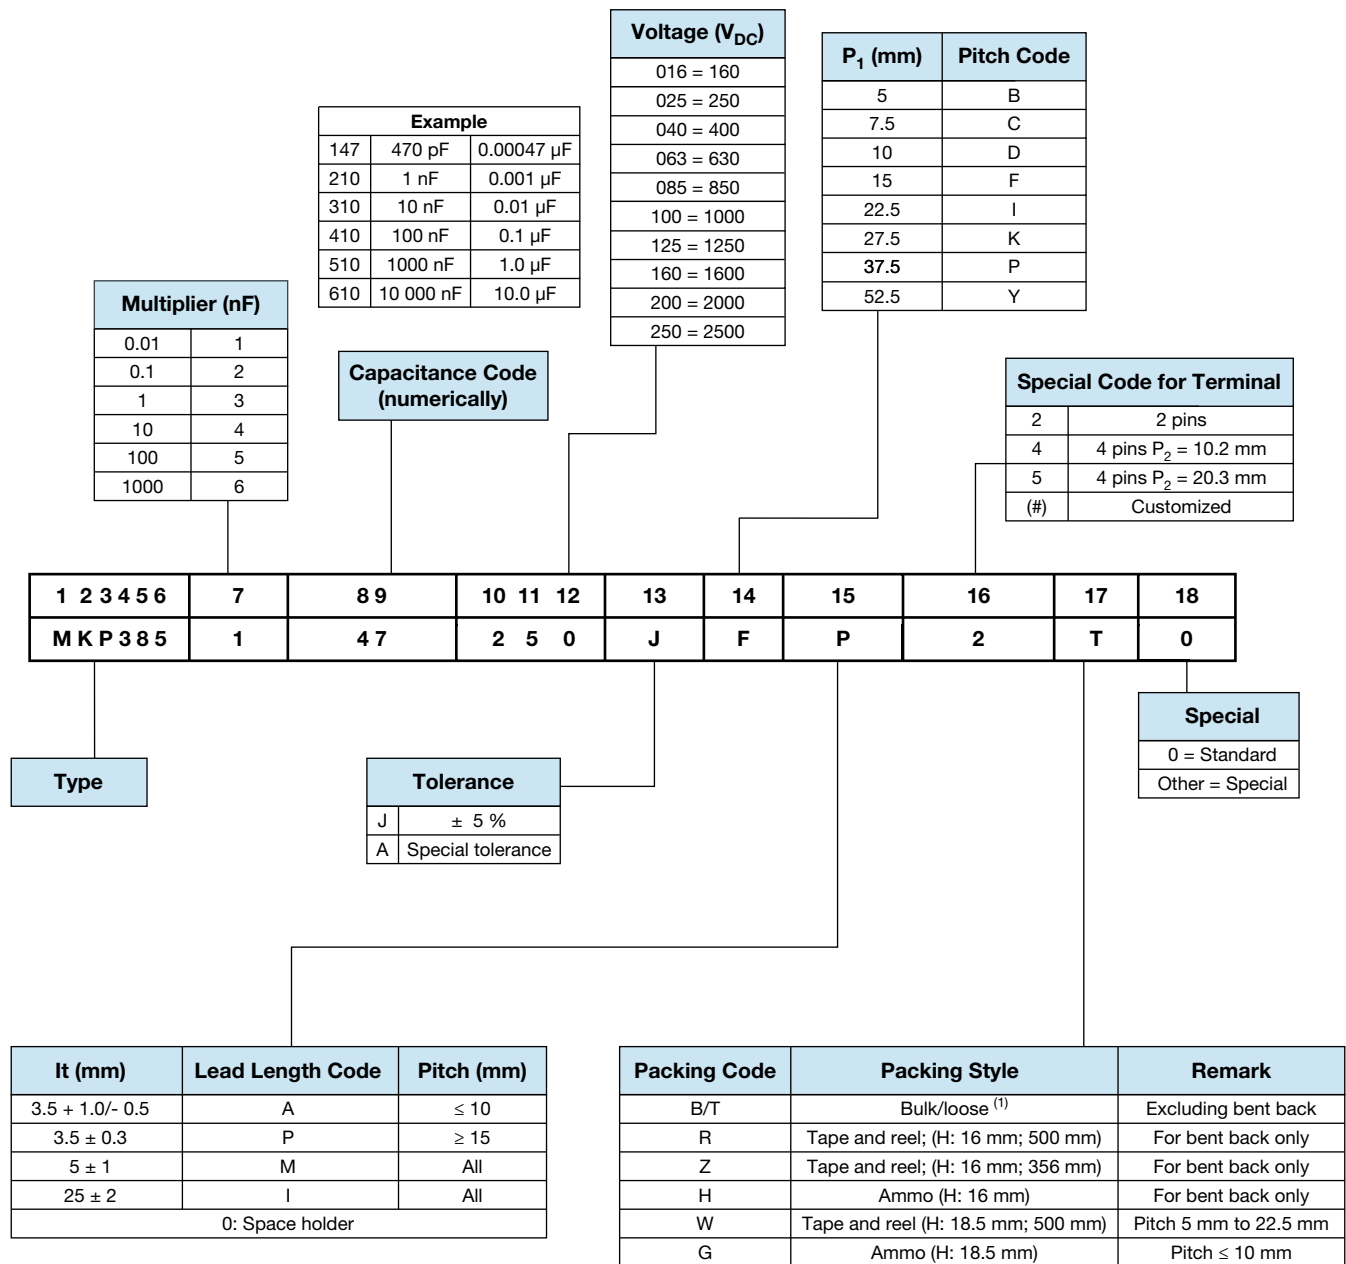 Voltage (VDC)
016 = 160
025 = 250
040 = 400
063 = 630
085 = 850
100 = 1000
125 = 1250
160 = 1600
200 = 2000
250 = 2500
P1 (mm) Pitch Code
5 B
7.5 C
10 D
15 F
22.5 I
27.5 K
37.5 P
52.5 Y
Example
147 470 pF 0.00047 µF
210 1 nF 0.001 µF
310 10 nF 0.01 µF
410 100 nF 0.1 µF
510 1000 nF 1.0 µF
610 10 000 nF 10.0 µF
Multiplier (nF)
0.01 1
0.1 2
1 3
10 4
100 5
1000 6
Capacitance Code
(numerically)
Special Code for Terminal
2 2 pins
4 4 pins P2 = 10.2 mm
5 4 pins P2 = 20.3 mm
(#) Customized
1 2 3 4 5 6 7 8 9 10 11 12 13 14 15 16 17 18
M K P 3 8 5 1 4 7 2 5 0 J F P 2 T 0
Type
Tolerance
J ± 5 %
A Special tolerance
Special
0 = Standard
Other = Special
It (mm) Lead Length Code Pitch (mm)
3.5 + 1.0/- 0.5 A ≤ 10
3.5 ± 0.3 P ≥ 15
5 ± 1 M All
25 ± 2 I All
0: Space holder
Packing Code Packing Style Remark
B/T Bulk/loose (1) Excluding bent back
R Tape and reel; (H: 16 mm; 500 mm) For bent back only
Z Tape and reel; (H: 16 mm; 356 mm) For bent back only
H Ammo (H: 16 mm) For bent back only
W Tape and reel (H: 18.5 mm; 500 mm) Pitch 5 mm to 22.5 mm
G Ammo (H: 18.5 mm) Pitch ≤ 10 mm